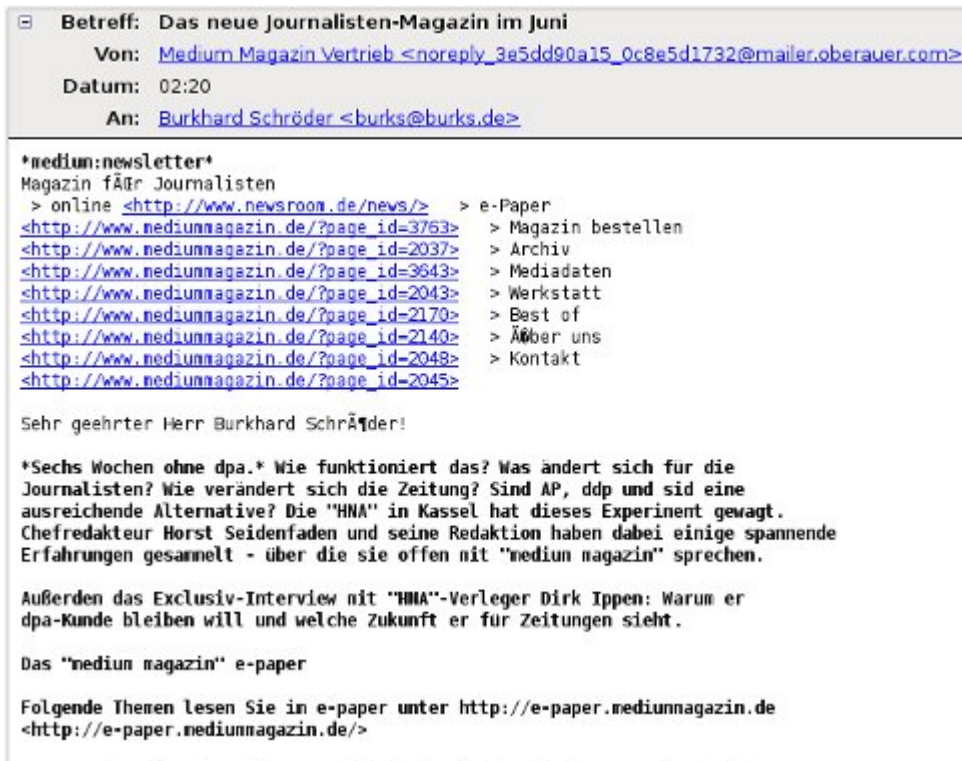 Betreff: Das neue Journalisten-Magazin im Juni
Von: Medium Magazin Vertrieb <noreply_3e5dd90a15_0c8e5d1732@mailer.oberauer.com>
Datum: 02:20
An: Burkhard Schröder <burks@burks.de>
*medium:newsletter*
Magazin fÃŒr Journalisten
> online <http://www.newsroom.de/news/> > e-Paper
<http://www.mediummagazin.de/?page_id=3763> > Magazin bestellen
<http://www.mediummagazin.de/?page_id=2037> > Archiv
<http://www.mediummagazin.de/?page_id=3643> > Mediadaten
<http://www.mediummagazin.de/?page_id=2043> > Werkstatt
<http://www.mediummagazin.de/?page_id=2170> > Best of
<http://www.mediummagazin.de/?page_id=2140> > Ã�ber uns
<http://www.mediummagazin.de/?page_id=2048> > Kontakt
<http://www.mediummagazin.de/?page_id=2045>
Sehr geehrter Herr Burkhard SchrÃ¶der!
*Sechs Wochen ohne dpa.* Wie funktioniert das? Was ändert sich für die
Journalisten? Wie verändert sich die Zeitung? Sind AP, ddp und sid eine
ausreichende Alternative? Die "HNA" in Kassel hat dieses Experiment gewagt.
Chefredakteur Horst Seidenfaden und seine Redaktion haben dabei einige spannende
Erfahrungen gesammelt - über die sie offen mit "medium magazin" sprechen.
Außerdem das Exclusiv-Interview mit "HNA"-Verleger Dirk Ippen: Warum er
dpa-Kunde bleiben will und welche Zukunft er für Zeitungen sieht.
Das "medium magazin" e-paper
Folgende Themen lesen Sie im e-paper unter http://e-paper.mediummagazin.de
<http://e-paper.mediummagazin.de/>